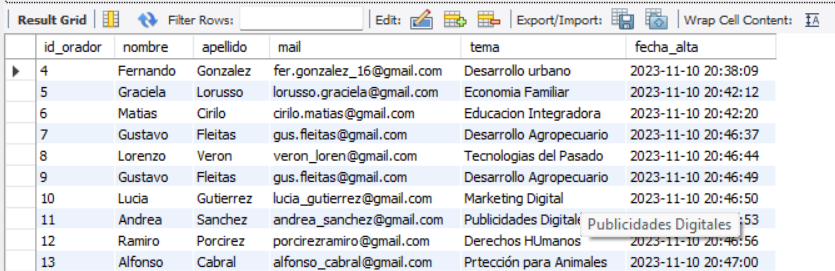 Result Grid Filter Rows: Edit: Export/Import: Wrap Cell Content: IA
id_orador nombre apellido mail tema fecha_alta
4 Fernando Gonzalez fer.gonzalez_16@gmail.com Desarrollo urbano 2023-11-10 20:38:09
5 Graciela Lorusso lorusso.graciela@gmail.com Economia Familiar 2023-11-10 20:42:12
6 Matias Cirilo cirilo.matias@gmail.com Educacion Integradora 2023-11-10 20:42:20
7 Gustavo Fleitas gus.fleitas@gmail.com Desarrollo Agropecuario 2023-11-10 20:46:37
8 Lorenzo Veron veron_loren@gmail.com Tecnologias del Pasado 2023-11-10 20:46:44
9 Gustavo Fleitas gus.fleitas@gmail.com Desarrollo Agropecuario 2023-11-10 20:46:49
10 Lucia Gutierrez lucia_gutierrez@gmail.com Marketing Digital 2023-11-10 20:46:50
11 Andrea Sanchez andrea_sanchez@gmail.com Publicidades Digitale :53
Publicidades Digitales
12 Ramiro Porcirez porcirezramiro@gmail.com Derechos HUmanos 2023-11-10 20:46:56
13 Alfonso Cabral alfonso_cabral@gmail.com Prtección para Animales 2023-11-10 20:47:00